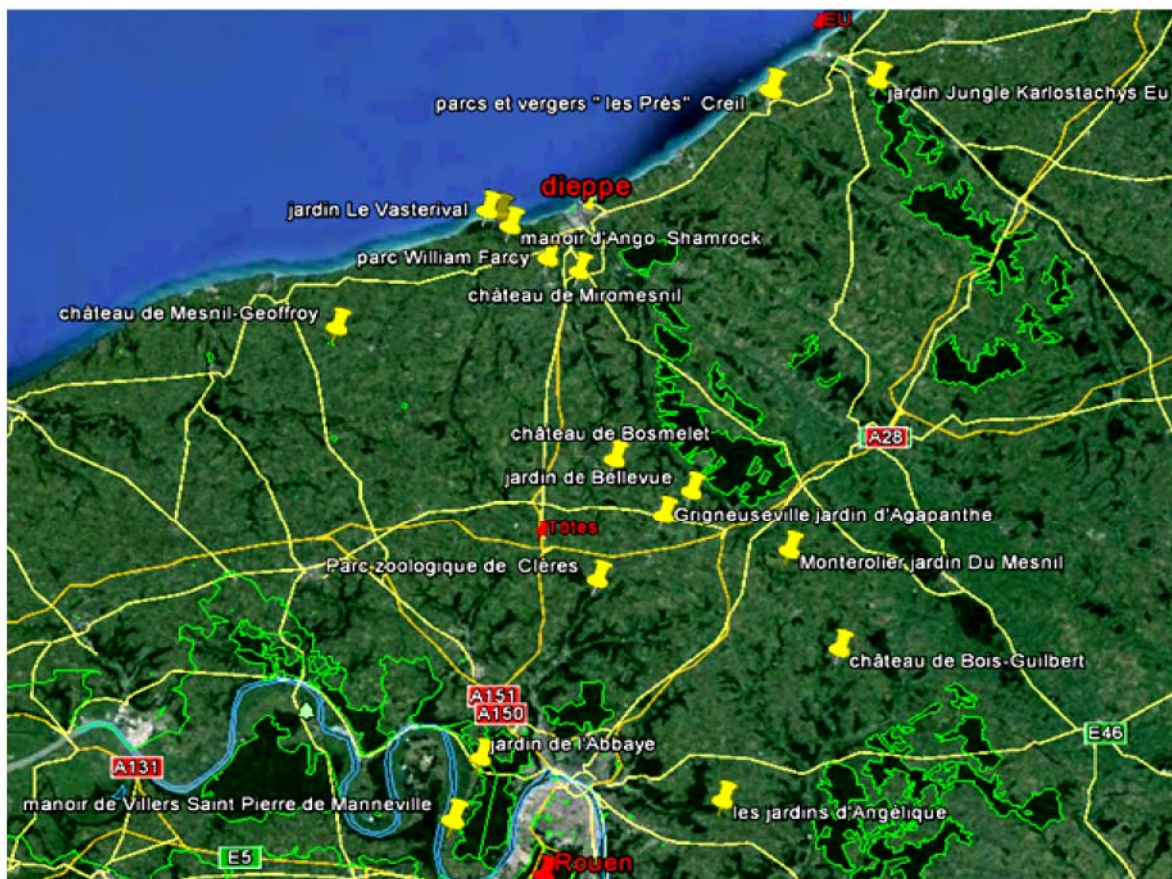 EU
jardin Jungle Karlostachys Eu
parcs et vergers " les Prés" Creil
dieppe
jardin Le Vasterival
manoir d'Ango Shamrock
parc William Farcy
château de Miromesnil
château de Mesnil-Geoffroy
château de Bosmelet
A28
jardin de Bellevue
Grigneuseville jardin d'Agapanthe
Tôtes
Parc zoologique de Clères
Monterolier jardin Du Mesnil
château de Bois-Guilbert
A151
A150
E46
jardin de l'Abbaye
A131
manoir de Villers Saint Pierre de Manneville
les jardins d'Angélique
E5
Rouen